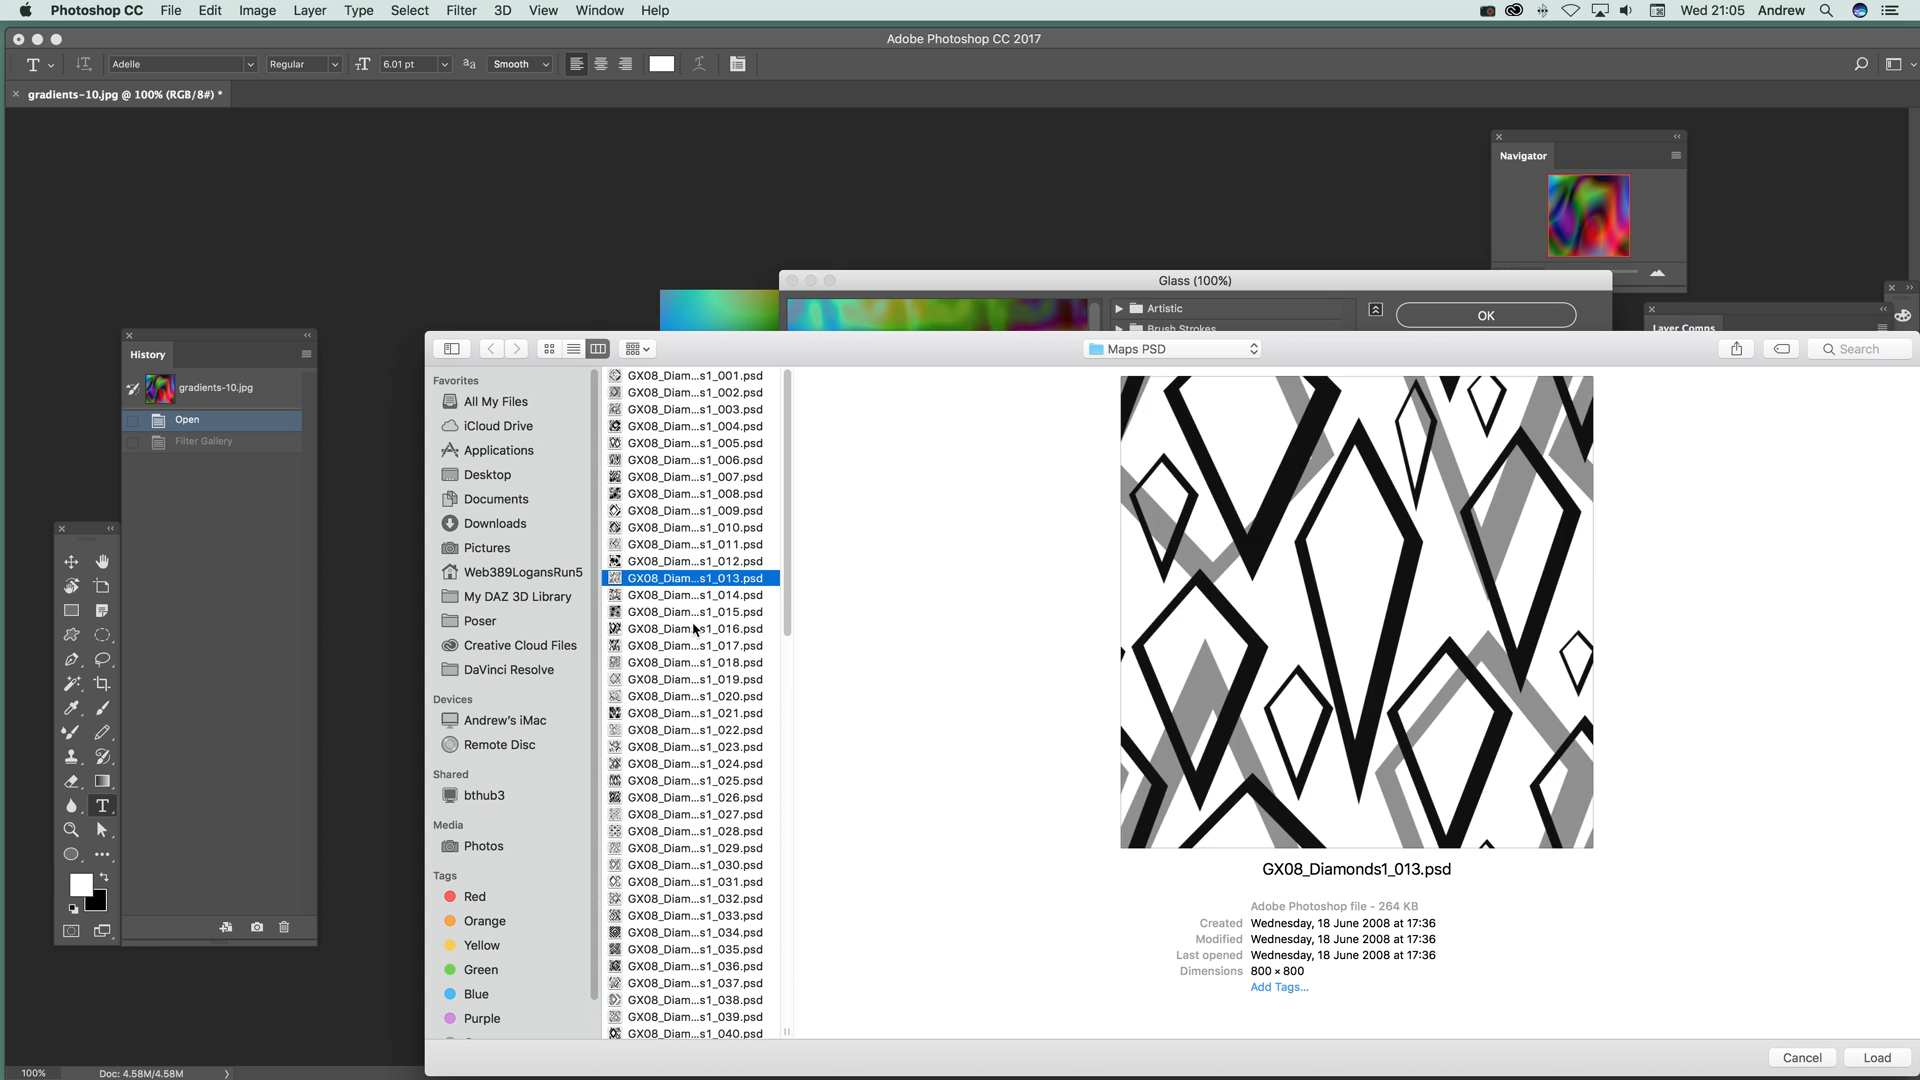 Photoshop CC File Edit Image Layer Type Select Filter 3D View Window Help Wed 21:05 Andrew
Adobe Photoshop CC 2017
Adelle Regular 6.01 pt Smooth
gradients-10.jpg @ 100% (RGB/8#) *
Navigator
Glass (100%)
Artistic
OK
Brush Strokes
Layer Comps
History
gradients-10.jpg
Open
Filter Gallery
Maps PSD
Search
Favorites
All My Files
iCloud Drive
Applications
Desktop
Documents
Downloads
Pictures
Web389LogansRun5
My DAZ 3D Library
Poser
Creative Cloud Files
DaVinci Resolve
Devices
Andrew's iMac
Remote Disc
Shared
bthub3
Media
Photos
Tags
Red
Orange
Yellow
Green
Blue
Purple
GX08_Diam...s1_001.psd
GX08_Diam...s1_002.psd
GX08_Diam...s1_003.psd
GX08_Diam...s1_004.psd
GX08_Diam...s1_005.psd
GX08_Diam...s1_006.psd
GX08_Diam...s1_007.psd
GX08_Diam...s1_008.psd
GX08_Diam...s1_009.psd
GX08_Diam...s1_010.psd
GX08_Diam...s1_011.psd
GX08_Diam...s1_012.psd
GX08_Diam...s1_013.psd
GX08_Diam...s1_014.psd
GX08_Diam...s1_015.psd
GX08_Diam...s1_016.psd
GX08_Diam...s1_017.psd
GX08_Diam...s1_018.psd
GX08_Diam...s1_019.psd
GX08_Diam...s1_020.psd
GX08_Diam...s1_021.psd
GX08_Diam...s1_022.psd
GX08_Diam...s1_023.psd
GX08_Diam...s1_024.psd
GX08_Diam...s1_025.psd
GX08_Diam...s1_026.psd
GX08_Diam...s1_027.psd
GX08_Diam...s1_028.psd
GX08_Diam...s1_029.psd
GX08_Diam...s1_030.psd
GX08_Diam...s1_031.psd
GX08_Diam...s1_032.psd
GX08_Diam...s1_033.psd
GX08_Diam...s1_034.psd
GX08_Diam...s1_035.psd
GX08_Diam...s1_036.psd
GX08_Diam...s1_037.psd
GX08_Diam...s1_038.psd
GX08_Diam...s1_039.psd
GX08_Diam...s1_040.psd
GX08_Diamonds1_013.psd
Adobe Photoshop file - 264 KB
Created Wednesday, 18 June 2008 at 17:36
Modified Wednesday, 18 June 2008 at 17:36
Last opened Wednesday, 18 June 2008 at 17:36
Dimensions 800 × 800
Add Tags...
Cancel Load
100% Doc: 4.58M/4.58M